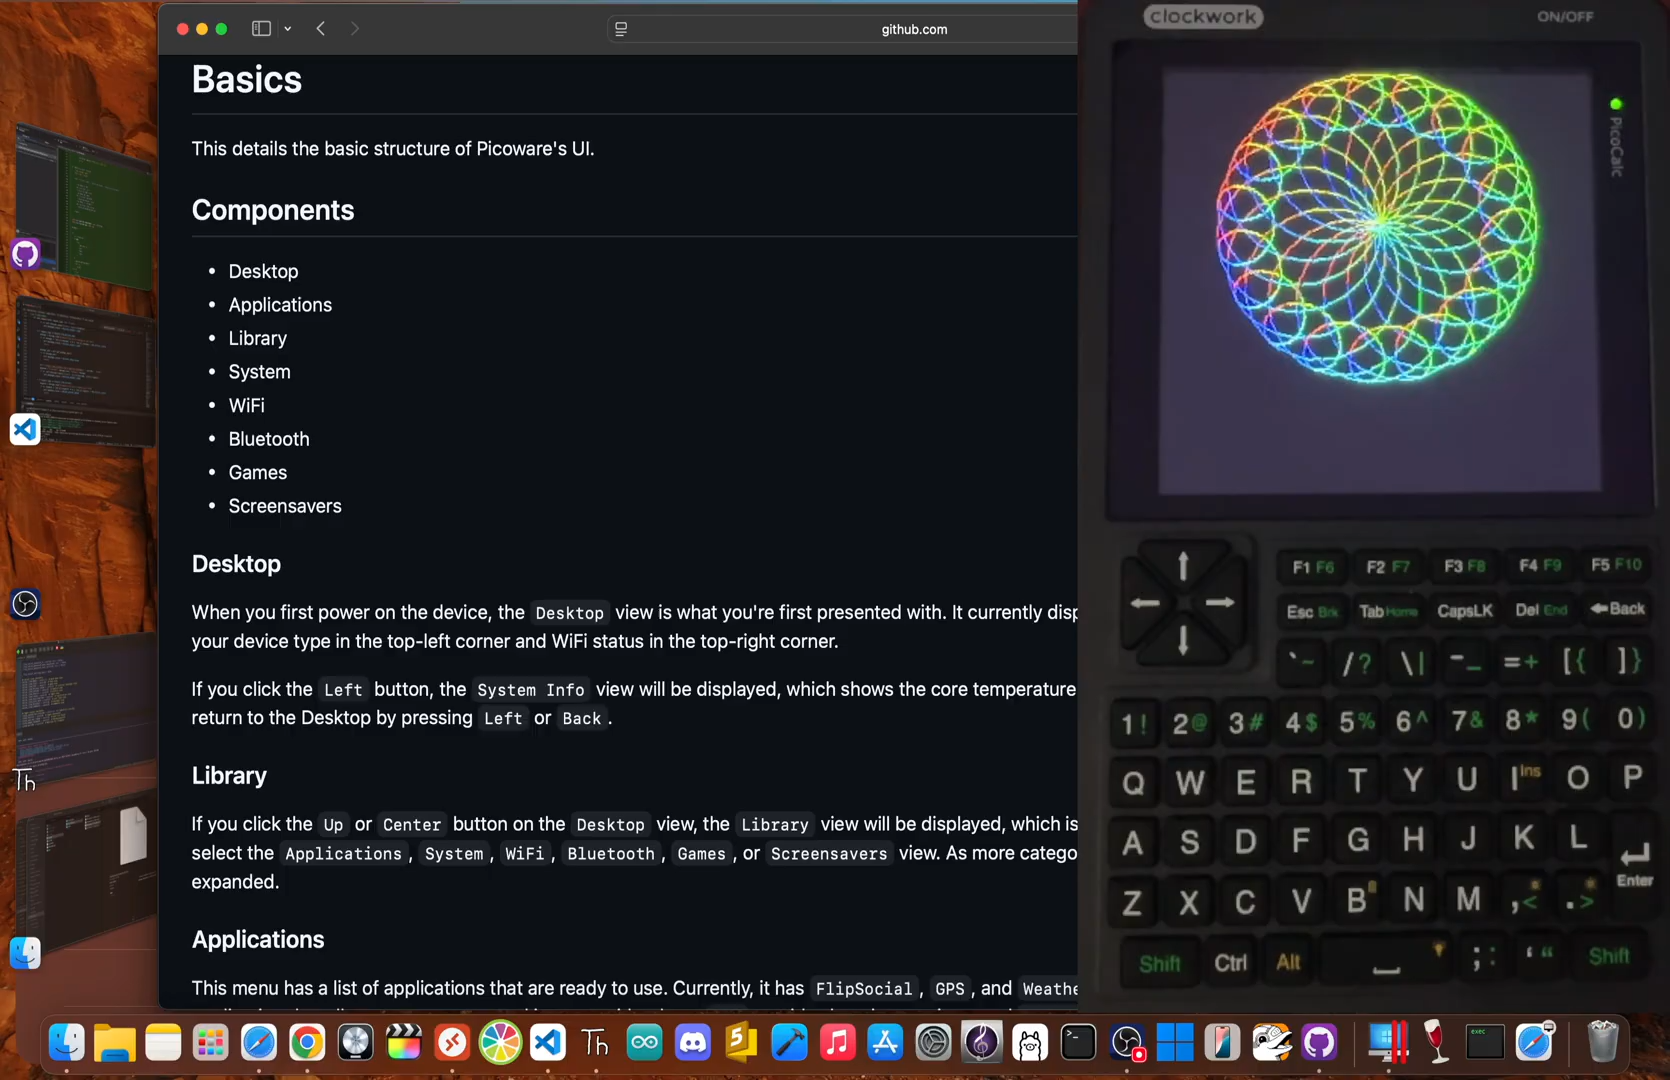 github.com
Basics
This details the basic structure of Picoware's UI.
Components
• Desktop
• Applications
• Library
• System
• WiFi
• Bluetooth
• Games
• Screensavers
Desktop
When you first power on the device, the Desktop view is what you're first presented with. It currently disp
your device type in the top-left corner and WiFi status in the top-right corner.
If you click the Left button, the System Info view will be displayed, which shows the core temperature
return to the Desktop by pressing Left or Back.
Library
If you click the Up or Center button on the Desktop view, the Library view will be displayed, which is
select the Applications, System, WiFi, Bluetooth, Games, or Screensavers view. As more catego
expanded.
Applications
This menu has a list of applications that are ready to use. Currently, it has FlipSocial, GPS, and Weathe
clockwork
ON/OFF
PicoCalc
F1 F6 F2 F7 F3 F8 F4 F9 F5 F10
Esc Brk Tab Home CapsLK Del End ←Back
`~ /? \| -_ =+ [{ ]}
1! 2@ 3# 4$ 5% 6^ 7& 8* 9( 0)
Q W E R T Y U I Ins O P
A S D F G H J K L
Enter
Z X C V B N M ,< .>
Shift Ctrl Alt ;: '" Shift
Th
Th
exec